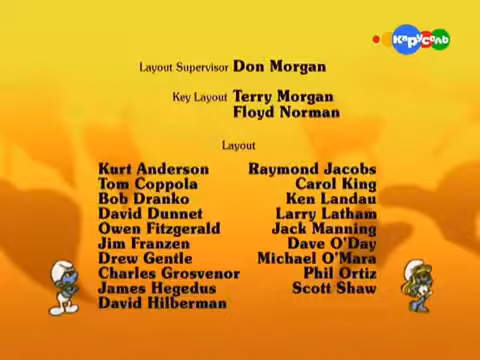 Карусель
Layout Supervisor Don Morgan
Key Layout Terry Morgan
Floyd Norman
Layout
Kurt Anderson Raymond Jacobs
Tom Coppola Carol King
Bob Dranko Ken Landau
David Dunnet Larry Latham
Owen Fitzgerald Jack Manning
Jim Franzen Dave O'Day
Drew Gentle Michael O'Mara
Charles Grosvenor Phil Ortiz
James Hegedus Scott Shaw
David Hilberman